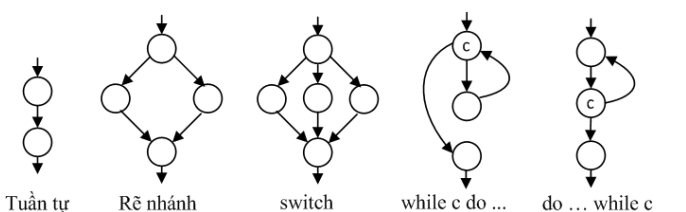 c
c
Tuần tự
Rẽ nhánh
switch
while c do ...
do … while c